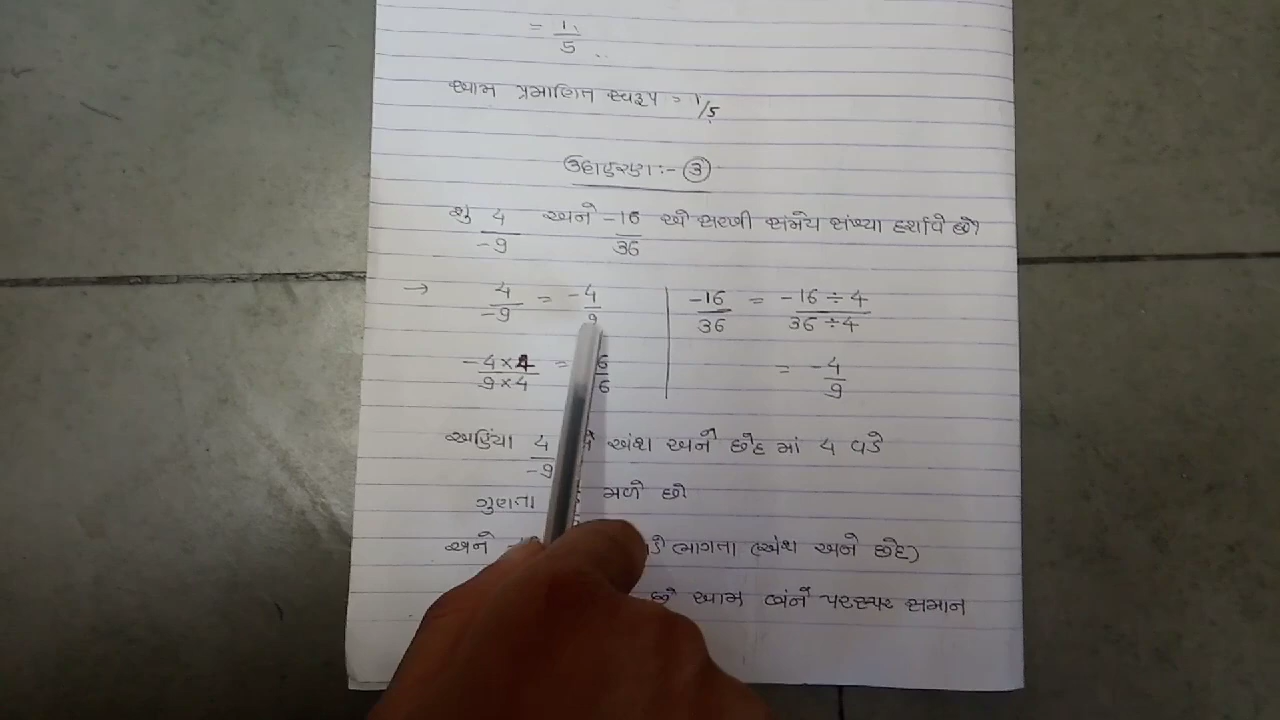 = 1/5
આમ પ્રમાણિત સ્વરૂપ = 1/5
ઉદાહરણ:- ③
શું 4/-9 અને -16/36 એ સરખી સંમેય સંખ્યા દર્શાવે છે?
→ 4/-9 = -4/9 | -16/36 = -16÷4/36÷4
-4×4/9×4 = | = -4/9
અહિંયા 4/-9 અંશ અને છેદ માં 4 વડે
ગુણતા મળે છે
અને ભાગતા (અંશ અને છેદ)
છે આમ બંને પરસ્પર સમાન